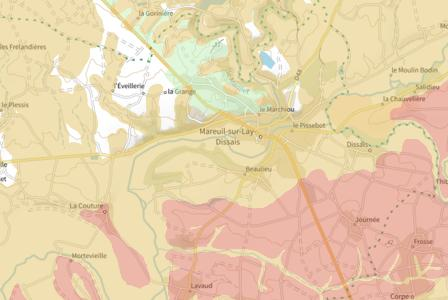 la Gorinière
les Frelandières
le Moulin Bodin
l'Éveillerie
la Grange
Salidieu
le Plessis
la Chauvelière
le Marchiou
le Pissebot
Mareuil-sur-Lay-
Dissais
Dissais
Beaulieu
La Couture
Journée
Frosse
Mortevieille
Lavaud
Corpe